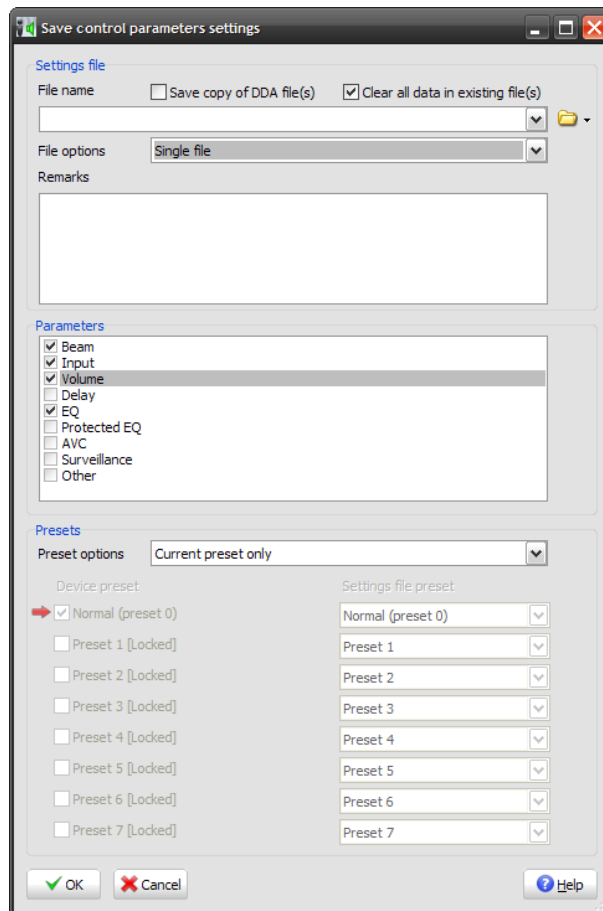 Save control parameters settings
Settings file
File name Save copy of DDA file(s) Clear all data in existing file(s)
File options Single file
Remarks
Parameters
Beam
Input
Volume
Delay
EQ
Protected EQ
AVC
Surveillance
Other
Presets
Preset options Current preset only
Device preset Settings file preset
Normal (preset 0) Normal (preset 0)
Preset 1 [Locked] Preset 1
Preset 2 [Locked] Preset 2
Preset 3 [Locked] Preset 3
Preset 4 [Locked] Preset 4
Preset 5 [Locked] Preset 5
Preset 6 [Locked] Preset 6
Preset 7 [Locked] Preset 7
OK Cancel Help